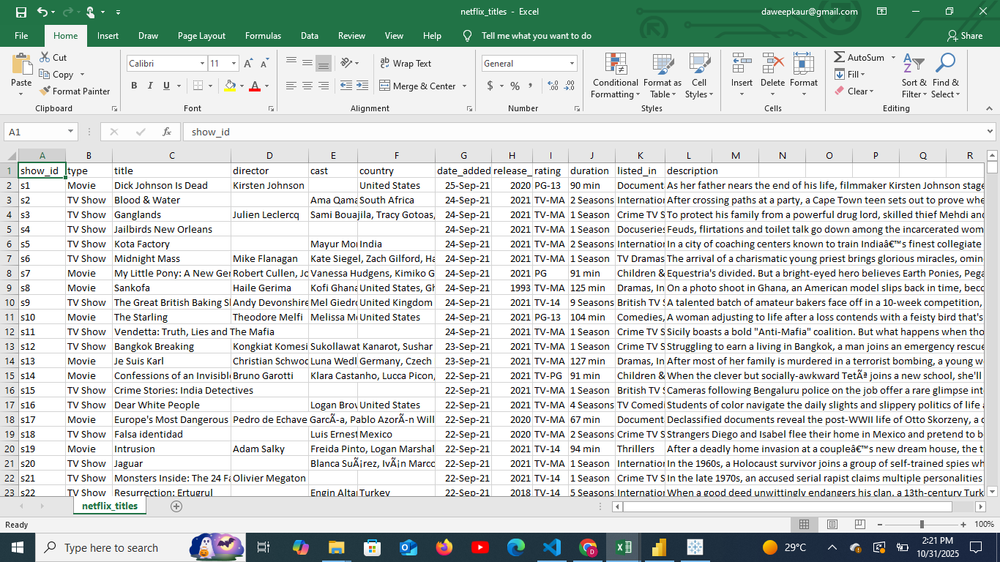 netflix_titles - Excel
daweepkaur@gmail.com
File Home Insert Draw Page Layout Formulas Data Review View Help Tell me what you want to do Share
Paste Cut Copy Format Painter Clipboard
Calibri 11 B I U A Font
Wrap Text Merge & Center Alignment
General $ % , Number
Conditional Formatting Format as Table Cell Styles Styles
Insert Delete Format Cells
AutoSum Fill Clear Sort & Filter Find & Select Editing
A1 fx show_id
A B C D E F G H I J K L M N O P Q R
1 show_id type title director cast country date_added release_ rating duration listed_in description
2 s1 Movie Dick Johnson Is Dead Kirsten Johnson United States 25-Sep-21 2020 PG-13 90 min Document As her father nears the end of his life, filmmaker Kirsten Johnson stage
3 s2 TV Show Blood & Water Ama Qama South Africa 24-Sep-21 2021 TV-MA 2 Seasons Internatio After crossing paths at a party, a Cape Town teen sets out to prove whe
4 s3 TV Show Ganglands Julien Leclercq Sami Bouajila, Tracy Gotoas, 24-Sep-21 2021 TV-MA 1 Season Crime TV S To protect his family from a powerful drug lord, skilled thief Mehdi and
5 s4 TV Show Jailbirds New Orleans 24-Sep-21 2021 TV-MA 1 Season Docuseries Feuds, flirtations and toilet talk go down among the incarcerated wom
6 s5 TV Show Kota Factory Mayur Mor India 24-Sep-21 2021 TV-MA 2 Seasons Internatio In a city of coaching centers known to train Indiaâ€™s finest collegiate
7 s6 TV Show Midnight Mass Mike Flanagan Kate Siegel, Zach Gilford, Ha 24-Sep-21 2021 TV-MA 1 Season TV Dramas The arrival of a charismatic young priest brings glorious miracles, omin
8 s7 Movie My Little Pony: A New Gen Robert Cullen, Jo Vanessa Hudgens, Kimiko G 24-Sep-21 2021 PG 91 min Children & Equestria's divided. But a bright-eyed hero believes Earth Ponies, Pega
9 s8 Movie Sankofa Haile Gerima Kofi Ghana United States, Gh 24-Sep-21 1993 TV-MA 125 min Dramas, In On a photo shoot in Ghana, an American model slips back in time, beco
10 s9 TV Show The Great British Baking Sh Andy Devonshire Mel Giedro United Kingdom 24-Sep-21 2021 TV-14 9 Seasons British TV S A talented batch of amateur bakers face off in a 10-week competition,
11 s10 Movie The Starling Theodore Melfi Melissa Mc United States 24-Sep-21 2021 PG-13 104 min Comedies, A woman adjusting to life after a loss contends with a feisty bird that's
12 s11 TV Show Vendetta: Truth, Lies and The Mafia 24-Sep-21 2021 TV-MA 1 Season Crime TV S Sicily boasts a bold "Anti-Mafia" coalition. But what happens when tho
13 s12 TV Show Bangkok Breaking Kongkiat Komesi Sukollawat Kanarot, Sushar 23-Sep-21 2021 TV-MA 1 Season Crime TV S Struggling to earn a living in Bangkok, a man joins an emergency rescue
14 s13 Movie Je Suis Karl Christian Schwoc Luna Wedl Germany, Czech 23-Sep-21 2021 TV-MA 127 min Dramas, In After most of her family is murdered in a terrorist bombing, a young w
15 s14 Movie Confessions of an Invisible Bruno Garotti Klara Castanho, Lucca Picon, 22-Sep-21 2021 TV-PG 91 min Children & When the clever but socially-awkward TetÃª joins a new school, she'll
16 s15 TV Show Crime Stories: India Detectives 22-Sep-21 2021 TV-MA 1 Season British TV S Cameras following Bengaluru police on the job offer a rare glimpse int
17 s16 TV Show Dear White People Logan Brov United States 22-Sep-21 2021 TV-MA 4 Seasons TV Comedi Students of color navigate the daily slights and slippery politics of life a
18 s17 Movie Europe's Most Dangerous Pedro de Echave GarcÃ-a, Pablo AzorÃ-n Will 22-Sep-21 2020 TV-MA 67 min Document Declassified documents reveal the post-WWII life of Otto Skorzeny, a c
19 s18 TV Show Falsa identidad Luis Ernest Mexico 22-Sep-21 2020 TV-MA 2 Seasons Crime TV S Strangers Diego and Isabel flee their home in Mexico and pretend to b
20 s19 Movie Intrusion Adam Salky Freida Pinto, Logan Marshal 22-Sep-21 2021 TV-14 94 min Thrillers After a deadly home invasion at a coupleâ€™s new dream house, the t
21 s20 TV Show Jaguar Blanca SuÃ¡rez, IvÃ¡n Marco 22-Sep-21 2021 TV-MA 1 Season Internatio In the 1960s, a Holocaust survivor joins a group of self-trained spies wh
22 s21 TV Show Monsters Inside: The 24 Fa Olivier Megaton 22-Sep-21 2021 TV-14 1 Season Crime TV S In the late 1970s, an accused serial rapist claims multiple personalities
23 s22 TV Show Resurrection: Ertugrul Engin Altar Turkey 22-Sep-21 2018 TV-14 5 Seasons Internatio When a good deed unwittingly endangers his clan, a 13th-century Turk
netflix_titles
Ready 100%
Type here to search 29°C 2:21 PM
10/31/2025